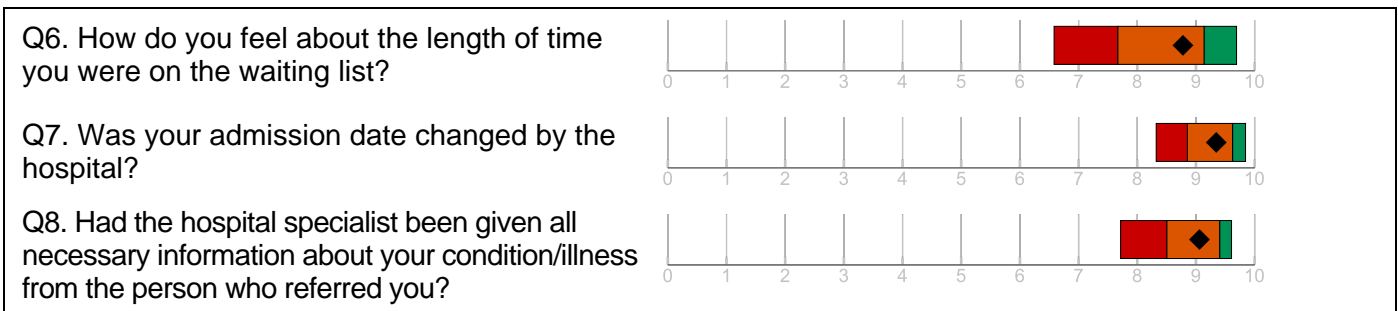 Q6. How do you feel about the length of time
you were on the waiting list?
0 1 2 3 4 5 6 7 8 9 10
Q7. Was your admission date changed by the
hospital?
0 1 2 3 4 5 6 7 8 9 10
Q8. Had the hospital specialist been given all
necessary information about your condition/illness
from the person who referred you?
0 1 2 3 4 5 6 7 8 9 10